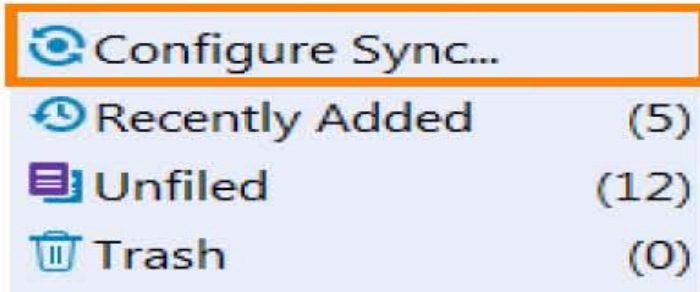 Configure Sync...
Recently Added (5)
Unfiled (12)
Trash (0)